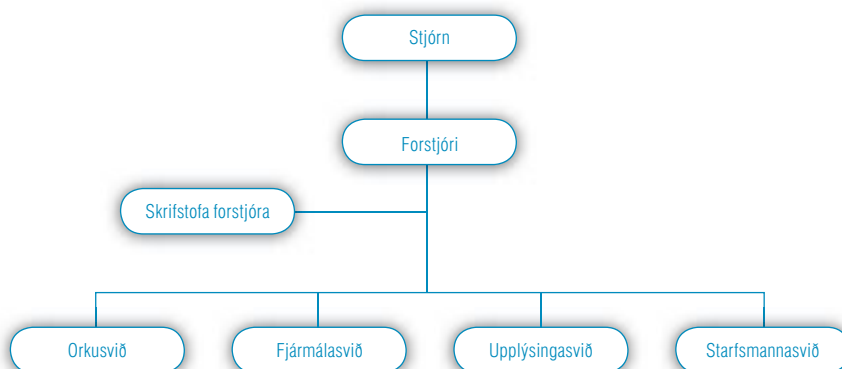 Stjórn
Forstjóri
Skrifstofa forstjóra
Orkusvið
Fjármálasvið
Upplýsingasvið
Starfsmannasvið